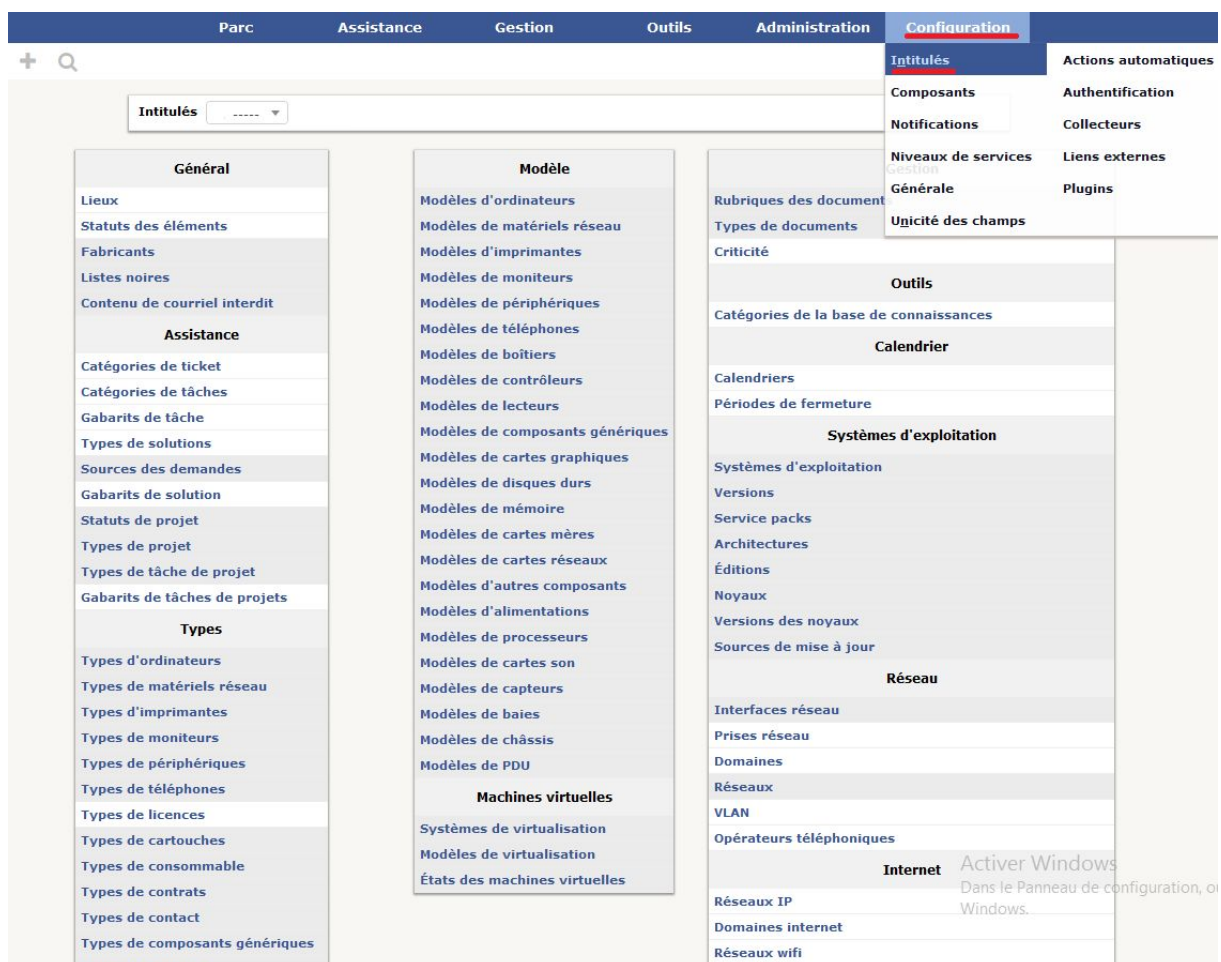 Parc Assistance Gestion Outils Administration Configuration
Intitulés Actions automatiques
Composants Authentification
Notifications Collecteurs
Niveaux de services Liens externes
Générale Plugins
Unicité des champs
Intitulés -----
Général
Lieux
Statuts des éléments
Fabricants
Listes noires
Contenu de courriel interdit
Assistance
Catégories de ticket
Catégories de tâches
Gabarits de tâche
Types de solutions
Sources des demandes
Gabarits de solution
Statuts de projet
Types de projet
Types de tâche de projet
Gabarits de tâches de projets
Types
Types d'ordinateurs
Types de matériels réseau
Types d'imprimantes
Types de moniteurs
Types de périphériques
Types de téléphones
Types de licences
Types de cartouches
Types de consommable
Types de contrats
Types de contact
Types de composants génériques
Modèle
Modèles d'ordinateurs
Modèles de matériels réseau
Modèles d'imprimantes
Modèles de moniteurs
Modèles de périphériques
Modèles de téléphones
Modèles de boîtiers
Modèles de contrôleurs
Modèles de lecteurs
Modèles de composants génériques
Modèles de cartes graphiques
Modèles de disques durs
Modèles de mémoire
Modèles de cartes mères
Modèles de cartes réseaux
Modèles d'autres composants
Modèles d'alimentations
Modèles de processeurs
Modèles de cartes son
Modèles de capteurs
Modèles de baies
Modèles de châssis
Modèles de PDU
Machines virtuelles
Systèmes de virtualisation
Modèles de virtualisation
États des machines virtuelles
Gestion
Rubriques des document
Types de documents
Criticité
Outils
Catégories de la base de connaissances
Calendrier
Calendriers
Périodes de fermeture
Systèmes d'exploitation
Systèmes d'exploitation
Versions
Service packs
Architectures
Éditions
Noyaux
Versions des noyaux
Sources de mise à jour
Réseau
Interfaces réseau
Prises réseau
Domaines
Réseaux
VLAN
Opérateurs téléphoniques
Internet
Réseaux IP
Domaines internet
Réseaux wifi
Activer Windows
Dans le Panneau de configuration, ou
Windows.